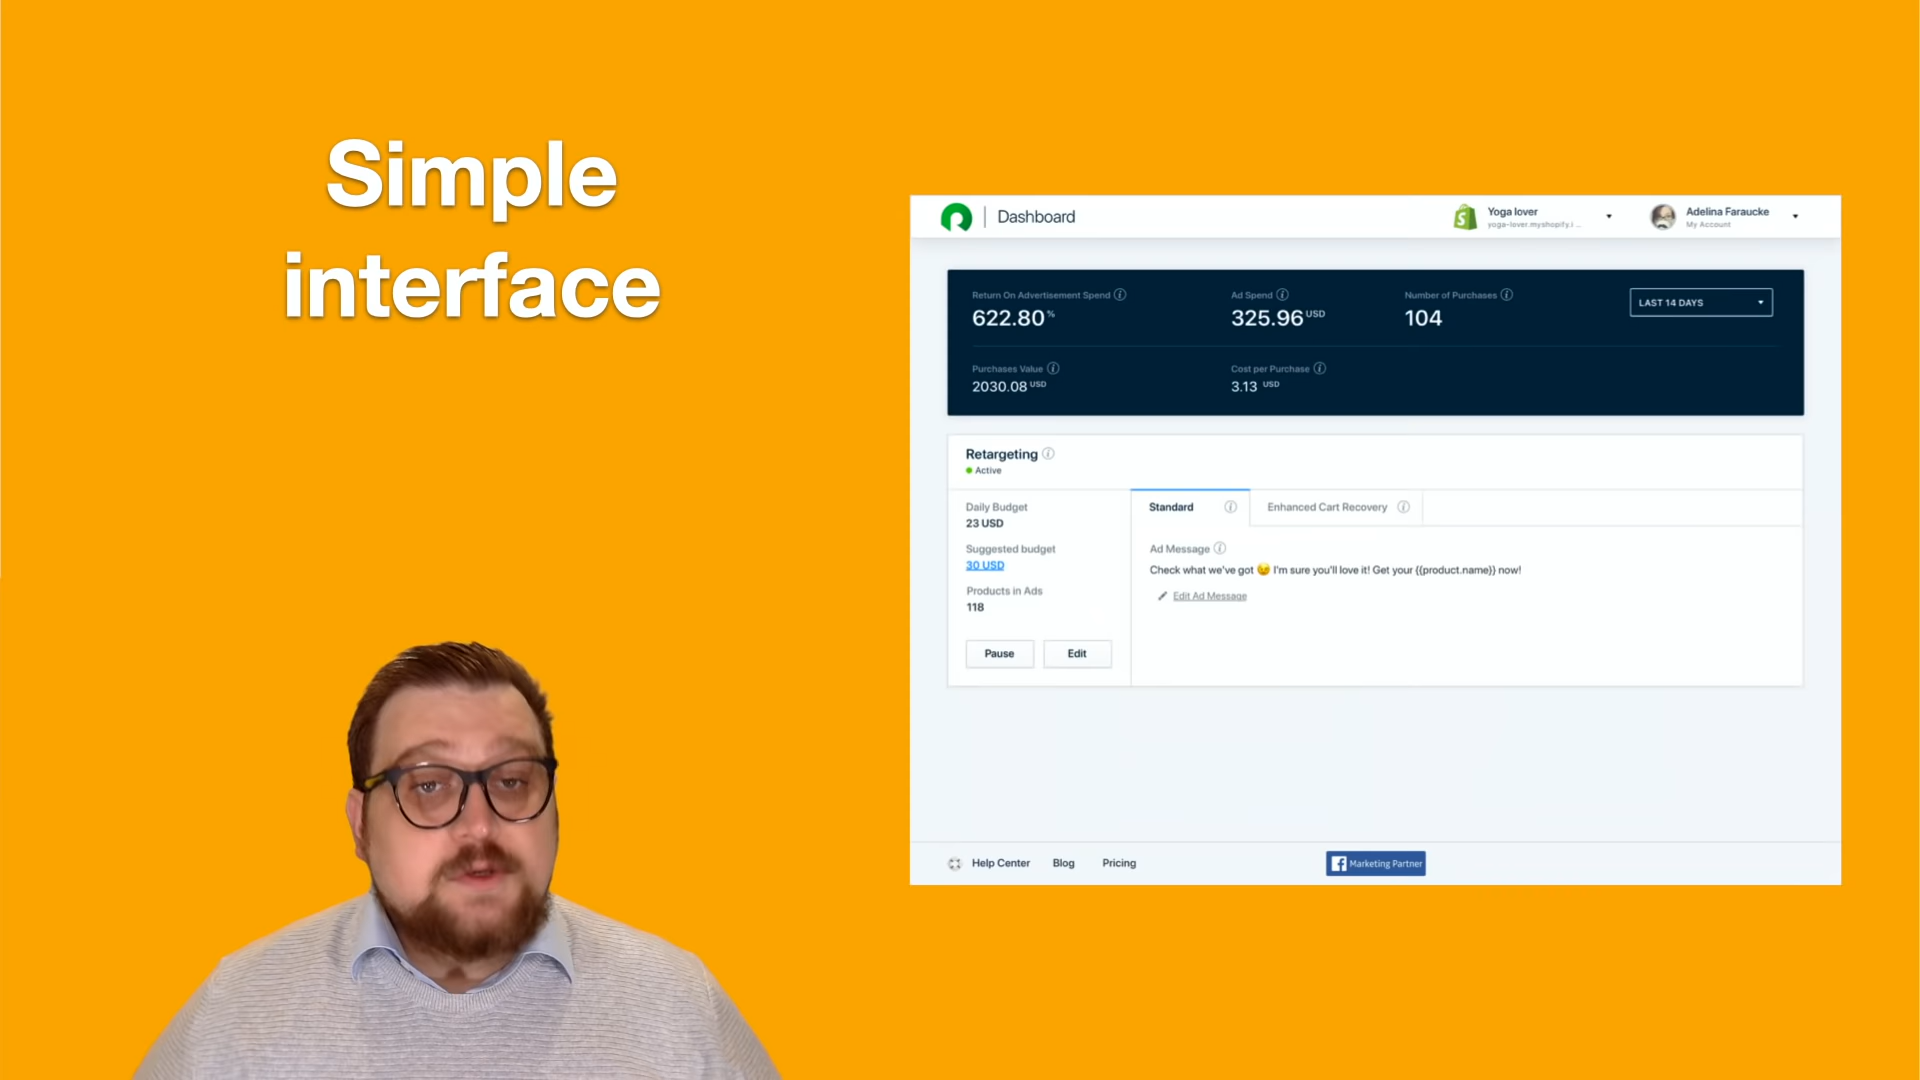 Simple
interface
Dashboard
Yoga lover
yoga-lover.myshopify.i ...
Adelina Faraucke
My Account
Return On Advertisement Spend
622.80 %
Ad Spend
325.96 USD
Number of Purchases
104
LAST 14 DAYS
Purchases Value
2030.08 USD
Cost per Purchase
3.13 USD
Retargeting
Active
Daily Budget
23 USD
Suggested budget
30 USD
Products in Ads
118
Pause
Edit
Standard
Enhanced Cart Recovery
Ad Message
Check what we've got 😉 I'm sure you'll love it! Get your {{product.name}} now!
Edit Ad Message
Help Center
Blog
Pricing
Marketing Partner